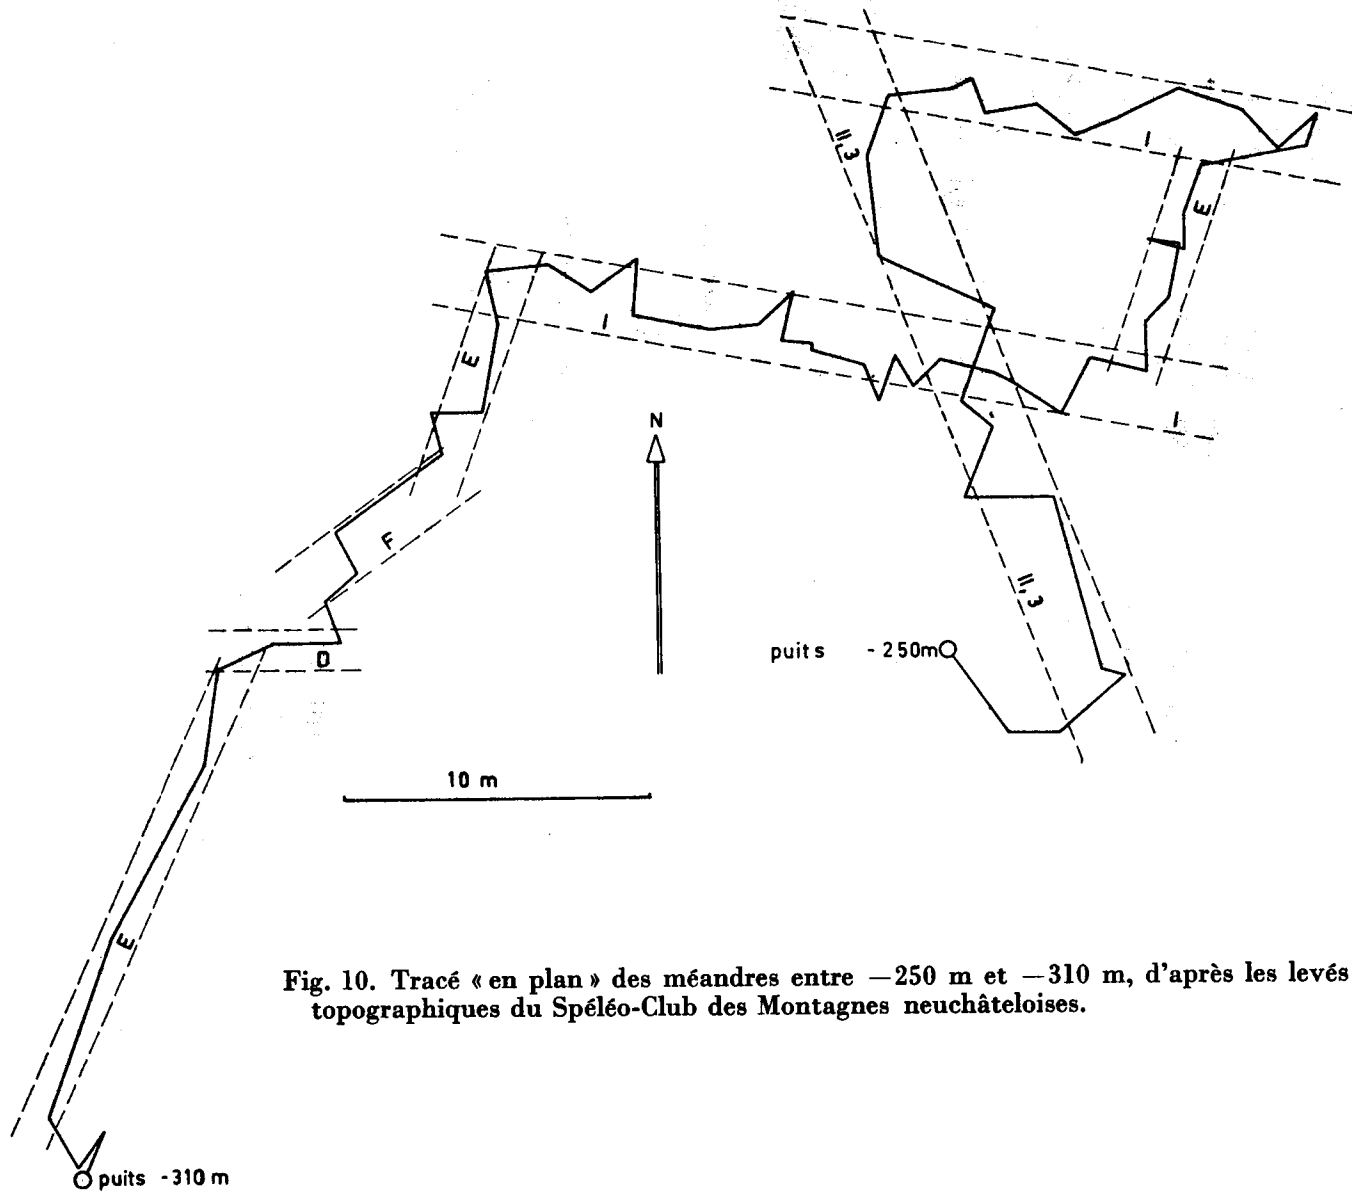 II,3
I
E
I
E
I
N
F
II,3
D
puits -250m
10 m
E
Fig. 10. Tracé « en plan » des méandres entre —250 m et —310 m, d'après les levés
topographiques du Spéléo-Club des Montagnes neuchâteloises.
puits -310 m